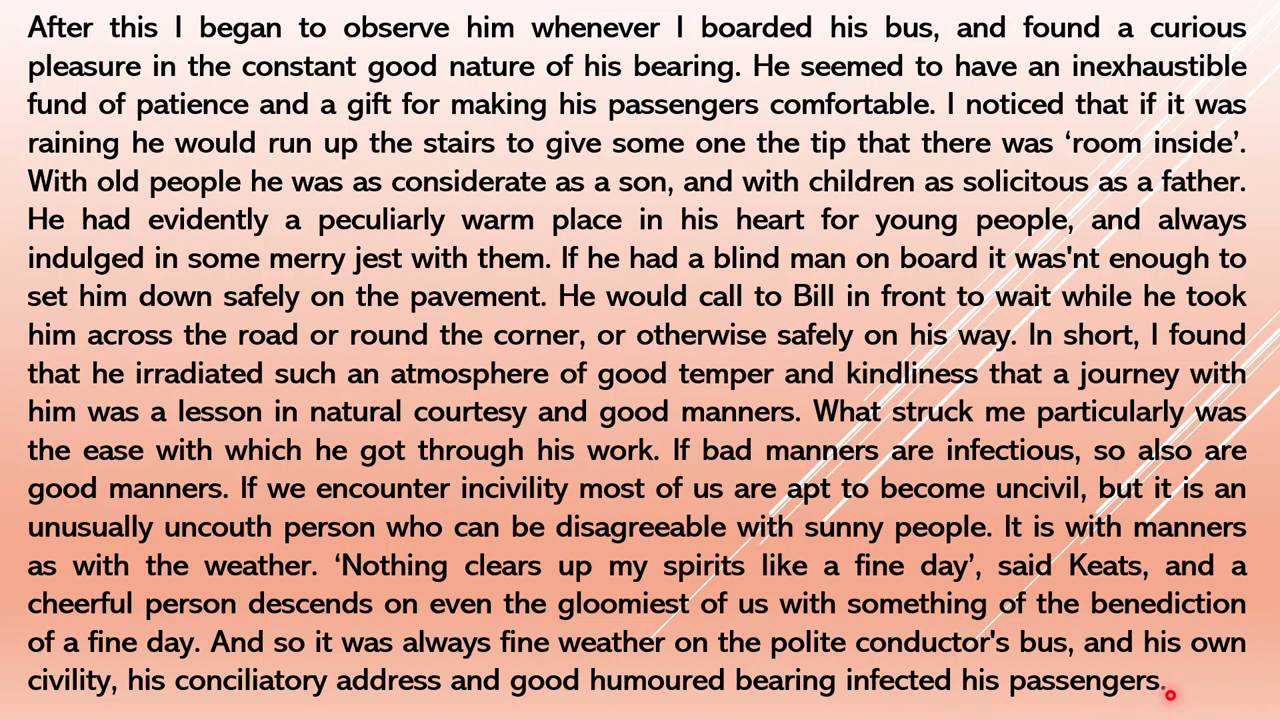 After this I began to observe him whenever I boarded his bus, and found a curious
pleasure in the constant good nature of his bearing. He seemed to have an inexhaustible
fund of patience and a gift for making his passengers comfortable. I noticed that if it was
raining he would run up the stairs to give some one the tip that there was ‘room inside’.
With old people he was as considerate as a son, and with children as solicitous as a father.
He had evidently a peculiarly warm place in his heart for young people, and always
indulged in some merry jest with them. If he had a blind man on board it was'nt enough to
set him down safely on the pavement. He would call to Bill in front to wait while he took
him across the road or round the corner, or otherwise safely on his way. In short, I found
that he irradiated such an atmosphere of good temper and kindliness that a journey with
him was a lesson in natural courtesy and good manners. What struck me particularly was
the ease with which he got through his work. If bad manners are infectious, so also are
good manners. If we encounter incivility most of us are apt to become uncivil, but it is an
unusually uncouth person who can be disagreeable with sunny people. It is with manners
as with the weather. ‘Nothing clears up my spirits like a fine day’, said Keats, and a
cheerful person descends on even the gloomiest of us with something of the benediction
of a fine day. And so it was always fine weather on the polite conductor's bus, and his own
civility, his conciliatory address and good humoured bearing infected his passengers.